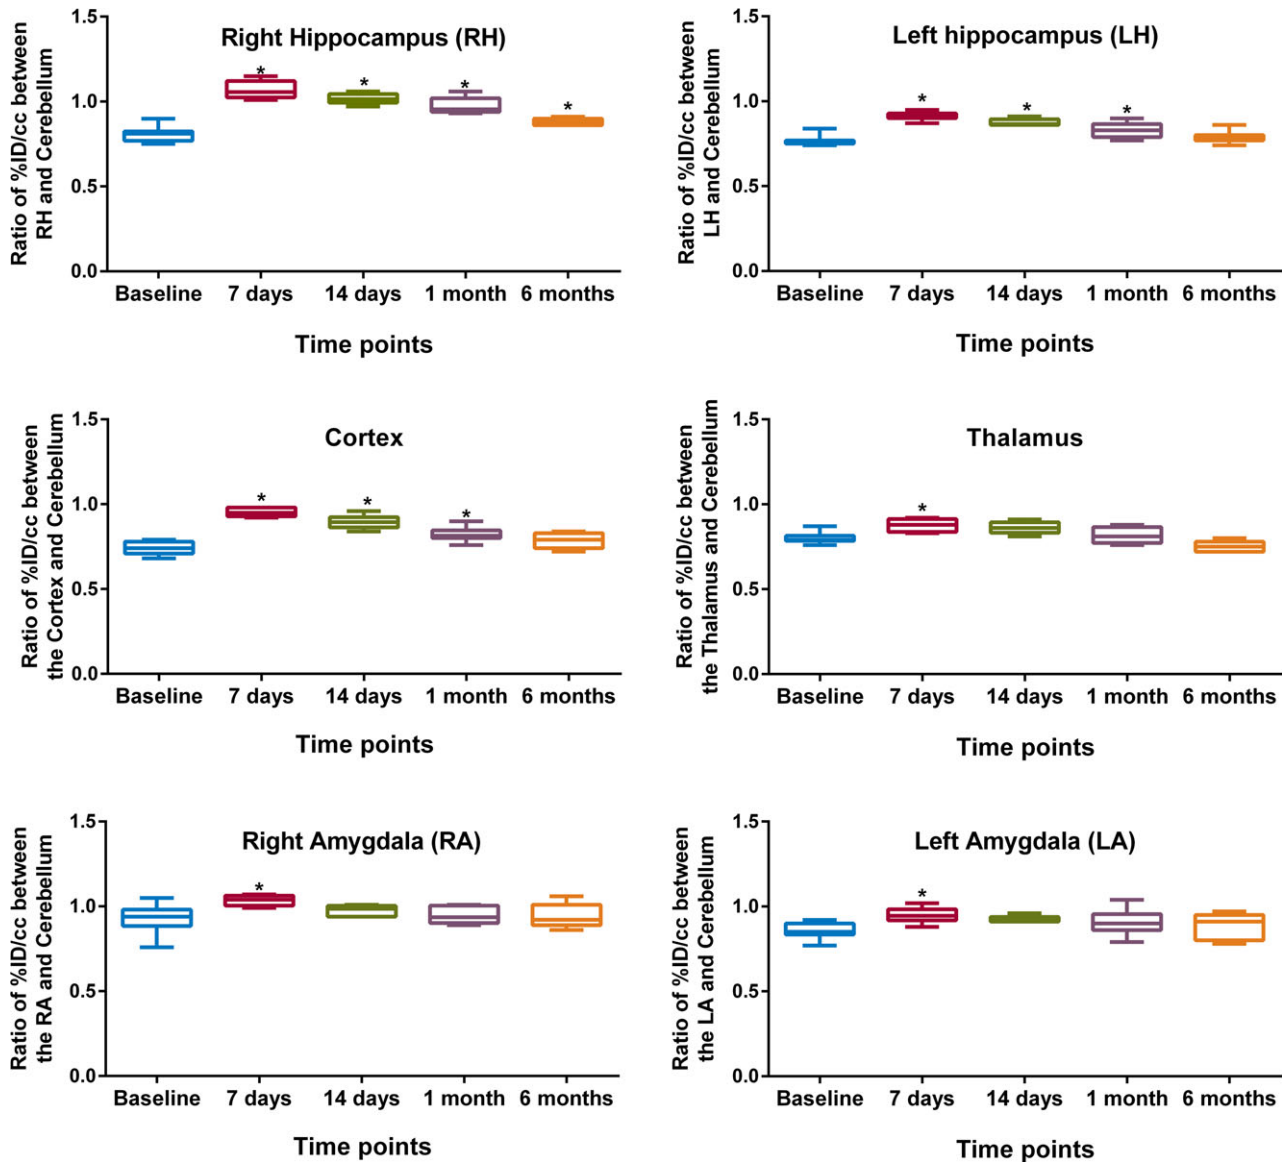 Right Hippocampus (RH)
Ratio of %ID/cc between
RH and Cerebellum
1.5
1.0
0.5
0.0
* * * *
Baseline 7 days 14 days 1 month 6 months
Time points
Left hippocampus (LH)
Ratio of %ID/cc between
LH and Cerebellum
1.5
1.0
0.5
0.0
* * *
Baseline 7 days 14 days 1 month 6 months
Time points
Cortex
Ratio of %ID/cc between
the Cortex and Cerebellum
1.5
1.0
0.5
0.0
* * *
Baseline 7 days 14 days 1 month 6 months
Time points
Thalamus
Ratio of %ID/cc between
the Thalamus and Cerebellum
1.5
1.0
0.5
0.0
*
Baseline 7 days 14 days 1 month 6 months
Time points
Right Amygdala (RA)
Ratio of %ID/cc between
the RA and Cerebellum
1.5
1.0
0.5
0.0
*
Baseline 7 days 14 days 1 month 6 months
Time points
Left Amygdala (LA)
Ratio of %ID/cc between
the LA and Cerebellum
1.5
1.0
0.5
0.0
*
Baseline 7 days 14 days 1 month 6 months
Time points